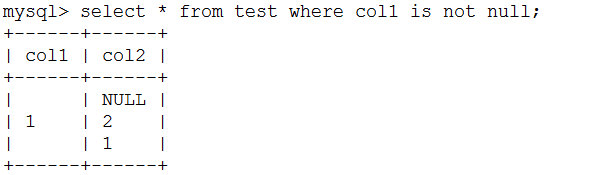 mysql> select * from test where col1 is not null;
+------+------+
| col1 | col2 |
+------+------+
|      | NULL |
| 1    | 2    |
|      | 1    |
+------+------+